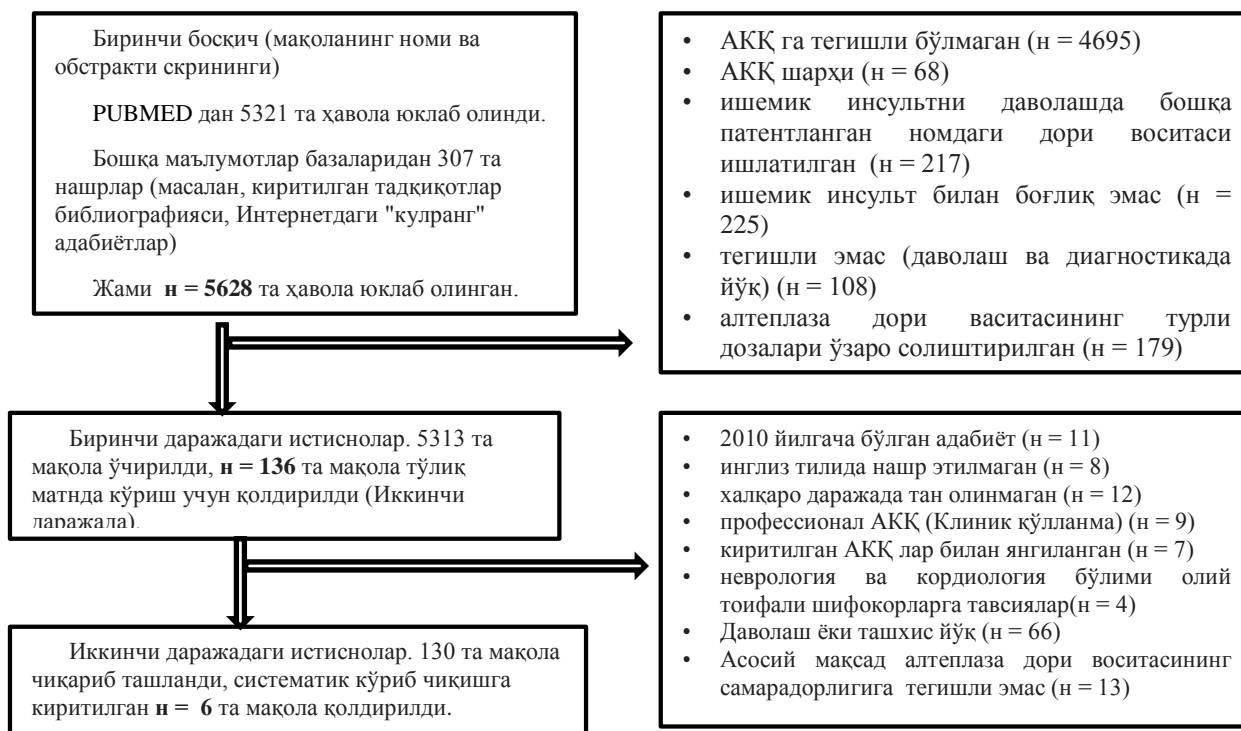 Биринчи босқич (мақоланинг номи ва
обстракти скрининги)
PUBMED дан 5321 та ҳавола юклаб олинди.
Бошқа маълумотлар базаларидан 307 та
нашрлар (масалан, киритилган тадқиқотлар
библиографияси, Интернетдаги "кулранг"
адабиётлар)
Жами н = 5628 та ҳавола юклаб олинган.
• АКҚ га тегишли бўлмаган (н = 4695)
• АКҚ шарҳи (н = 68)
• ишемик инсультни даволашда бошқа
патентланган номдаги дори воситаси
ишлатилган (н = 217)
• ишемик инсульт билан боғлиқ эмас (н =
225)
• тегишли эмас (даволаш ва диагностикада
йўқ) (н = 108)
• алтеплаза дори васитасининг турли
дозалари ўзаро солиштирилган (н = 179)
Биринчи даражадаги истиснолар. 5313 та
мақола ўчирилди, н = 136 та мақола тўлиқ
матнда кўриш учун қолдирилди (Иккинчи
даражада).
• 2010 йилгача бўлган адабиёт (н = 11)
• инглиз тилида нашр этилмаган (н = 8)
• халқаро даражада тан олинмаган (н = 12)
• профессионал АКҚ (Клиник қўлланма) (н = 9)
• киритилган АКҚ лар билан янгиланган (н = 7)
• неврология ва кордиология бўлими олий
тоифали шифокорларга тавсиялар(н = 4)
• Даволаш ёки ташхис йўқ (н = 66)
• Асосий мақсад алтеплаза дори воситасининг
самарадорлигига тегишли эмас (н = 13)
Иккинчи даражадаги истиснолар. 130 та мақола
чиқариб ташланди, систематик кўриб чиқишга
киритилган н = 6 та мақола қолдирилди.